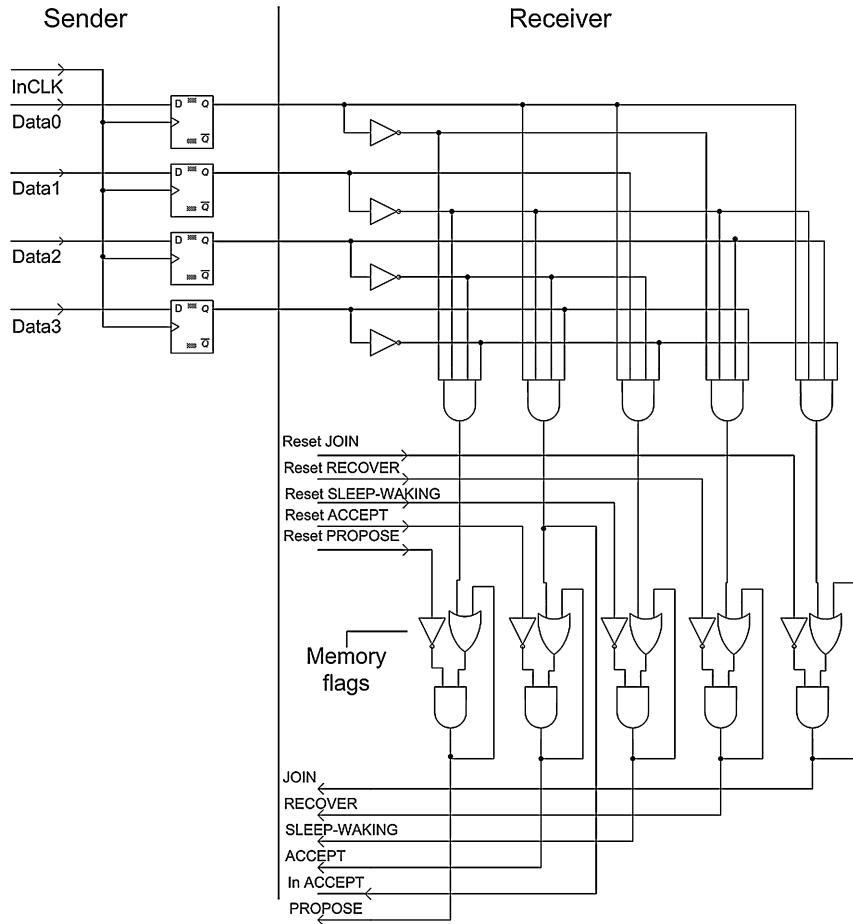 Sender
Receiver
InCLK
Data0
D Q
Q
Data1
D Q
Q
Data2
D Q
Q
Data3
D Q
Q
Reset JOIN
Reset RECOVER
Reset SLEEP-WAKING
Reset ACCEPT
Reset PROPOSE
Memory
flags
JOIN
RECOVER
SLEEP-WAKING
ACCEPT
In ACCEPT
PROPOSE